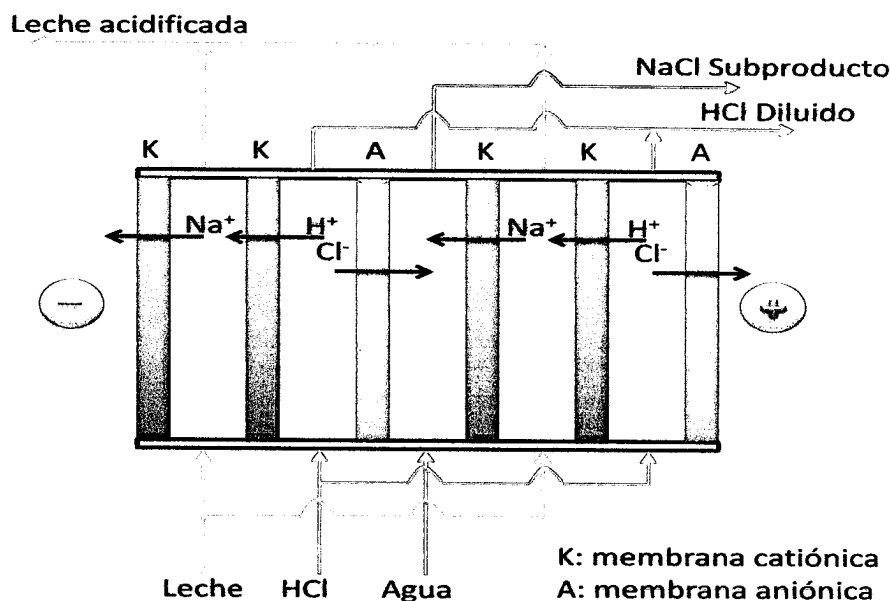 Leche acidificada
NaCl Subproducto
HCl Diluido
K K A K K A
Na⁺ H⁺ Na⁺ H⁺
Cl⁻ Cl⁻
− +
Leche HCl Agua
K: membrana catiónica
A: membrana aniónica